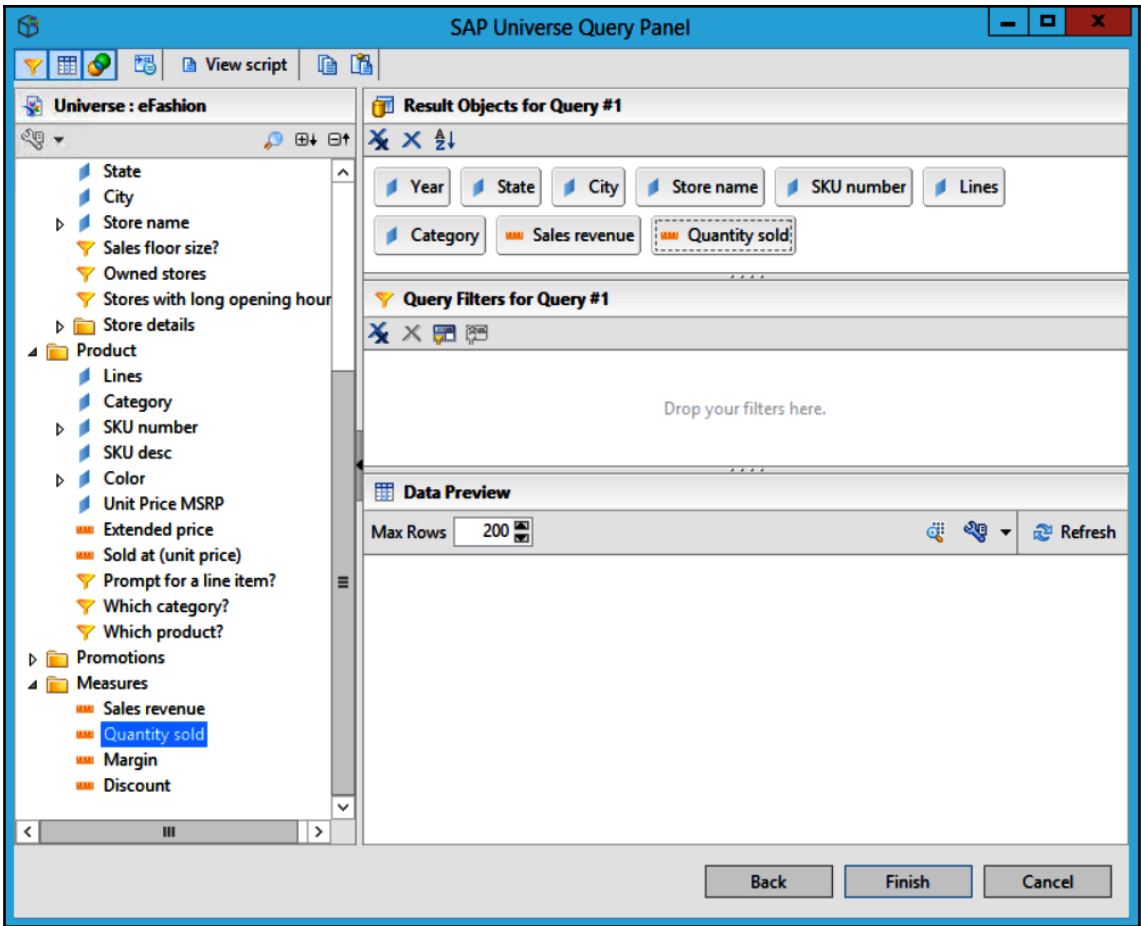 SAP Universe Query Panel
View script
Universe : eFashion
State
City
Store name
Sales floor size?
Owned stores
Stores with long opening hour
Store details
Product
Lines
Category
SKU number
SKU desc
Color
Unit Price MSRP
Extended price
Sold at (unit price)
Prompt for a line item?
Which category?
Which product?
Promotions
Measures
Sales revenue
Quantity sold
Margin
Discount
Result Objects for Query #1
Year State City Store name SKU number Lines
Category Sales revenue Quantity sold
Query Filters for Query #1
Drop your filters here.
Data Preview
Max Rows 200 Refresh
Back Finish Cancel